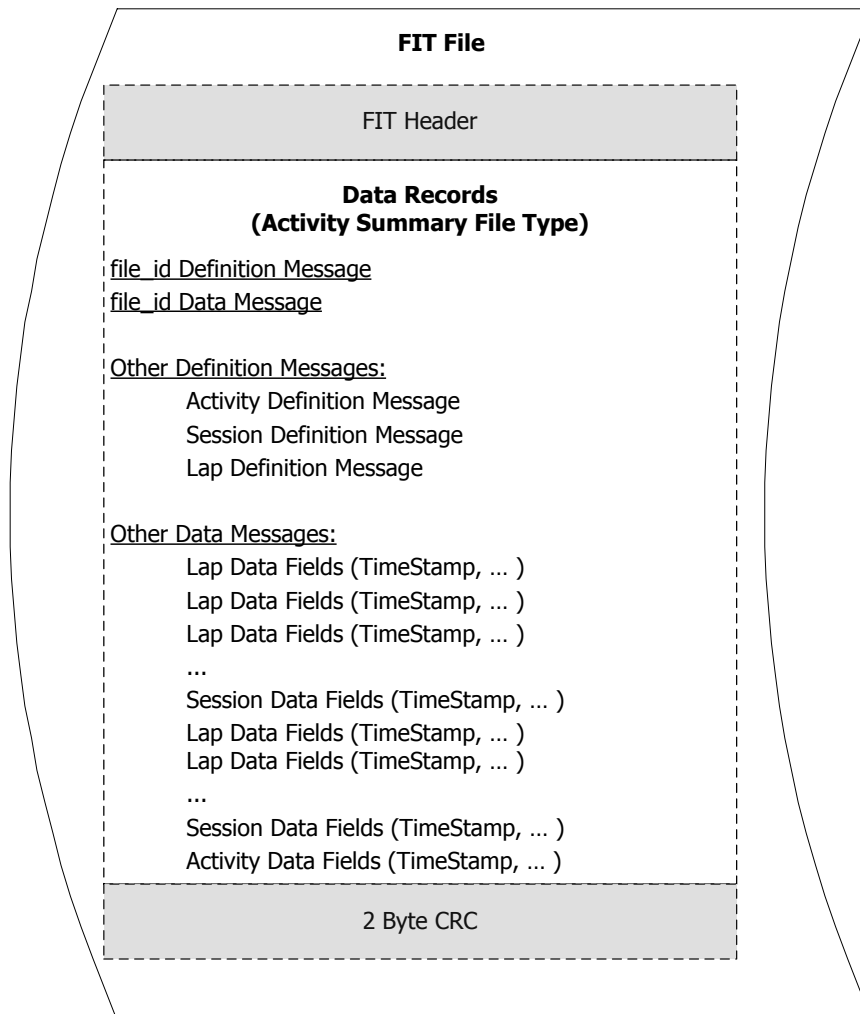 FIT File
FIT Header
Data Records
(Activity Summary File Type)
file_id Definition Message
file_id Data Message
Other Definition Messages:
Activity Definition Message
Session Definition Message
Lap Definition Message
Other Data Messages:
Lap Data Fields (TimeStamp, … )
Lap Data Fields (TimeStamp, … )
Lap Data Fields (TimeStamp, … )
...
Session Data Fields (TimeStamp, … )
Lap Data Fields (TimeStamp, … )
Lap Data Fields (TimeStamp, … )
...
Session Data Fields (TimeStamp, … )
Activity Data Fields (TimeStamp, … )
2 Byte CRC